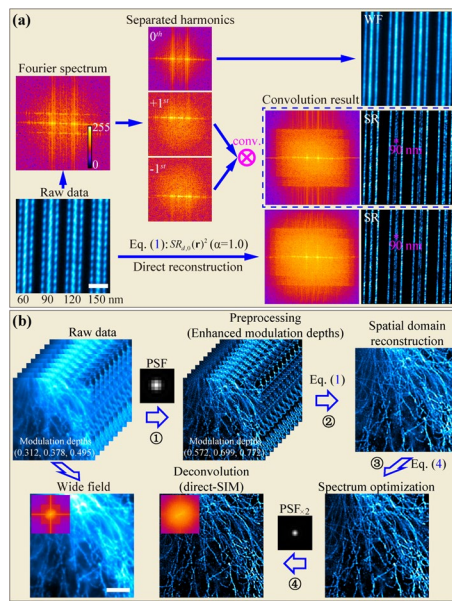 (a)
Separated harmonics
0th
WF
Fourier spectrum
+1st
Convolution result
255
0
conv.
SR
90 nm
-1st
Raw data
SR
Eq. (1): SR_{d,0}(r)² (α=1.0)
90 nm
Direct reconstruction
60 90 120 150 nm
(b)
Raw data
Preprocessing
(Enhanced modulation depths)
Spatial domain
reconstruction
PSF
Eq. (1)
①
②
Modulation depths
(0.312, 0.378, 0.495)
Modulation depths
(0.572, 0.699, 0.772)
③
Eq. (4)
Wide field
Deconvolution
(direct-SIM)
Spectrum optimization
PSF-2
④